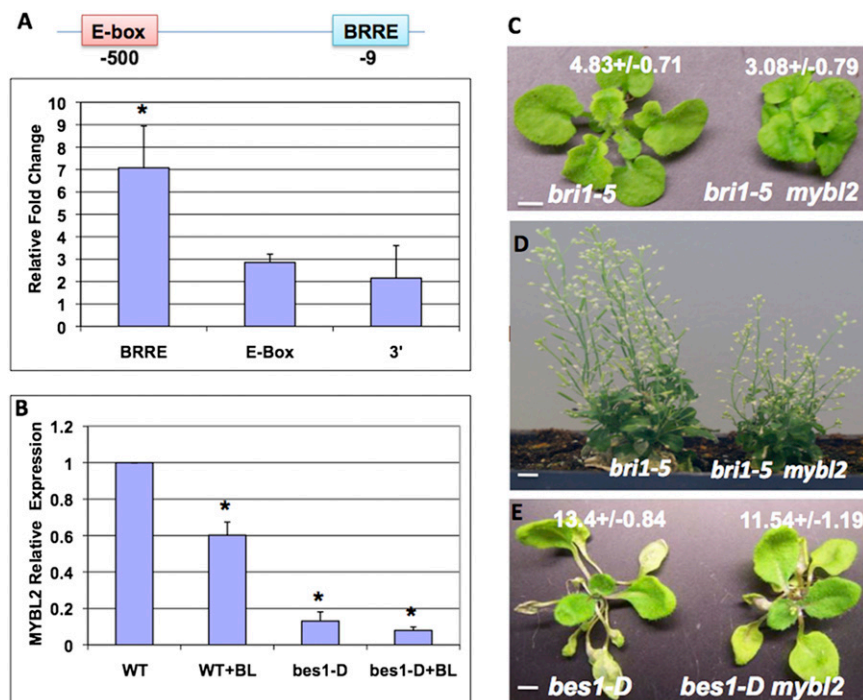 A
E-box
BRRE
-500
-9
10
9
8
7
6
5
4
3
2
1
0
Relative Fold Change
*
BRRE
E-Box
3'
B
1.2
1
0.8
0.6
0.4
0.2
0
MYBL2 Relative Expression
*
*
*
WT
WT+BL
bes1-D
bes1-D+BL
C
4.83+/-0.71
3.08+/-0.79
bri1-5
bri1-5 mybl2
D
bri1-5
bri1-5 mybl2
E
13.4+/-0.84
11.54+/-1.19
bes1-D
bes1-D mybl2